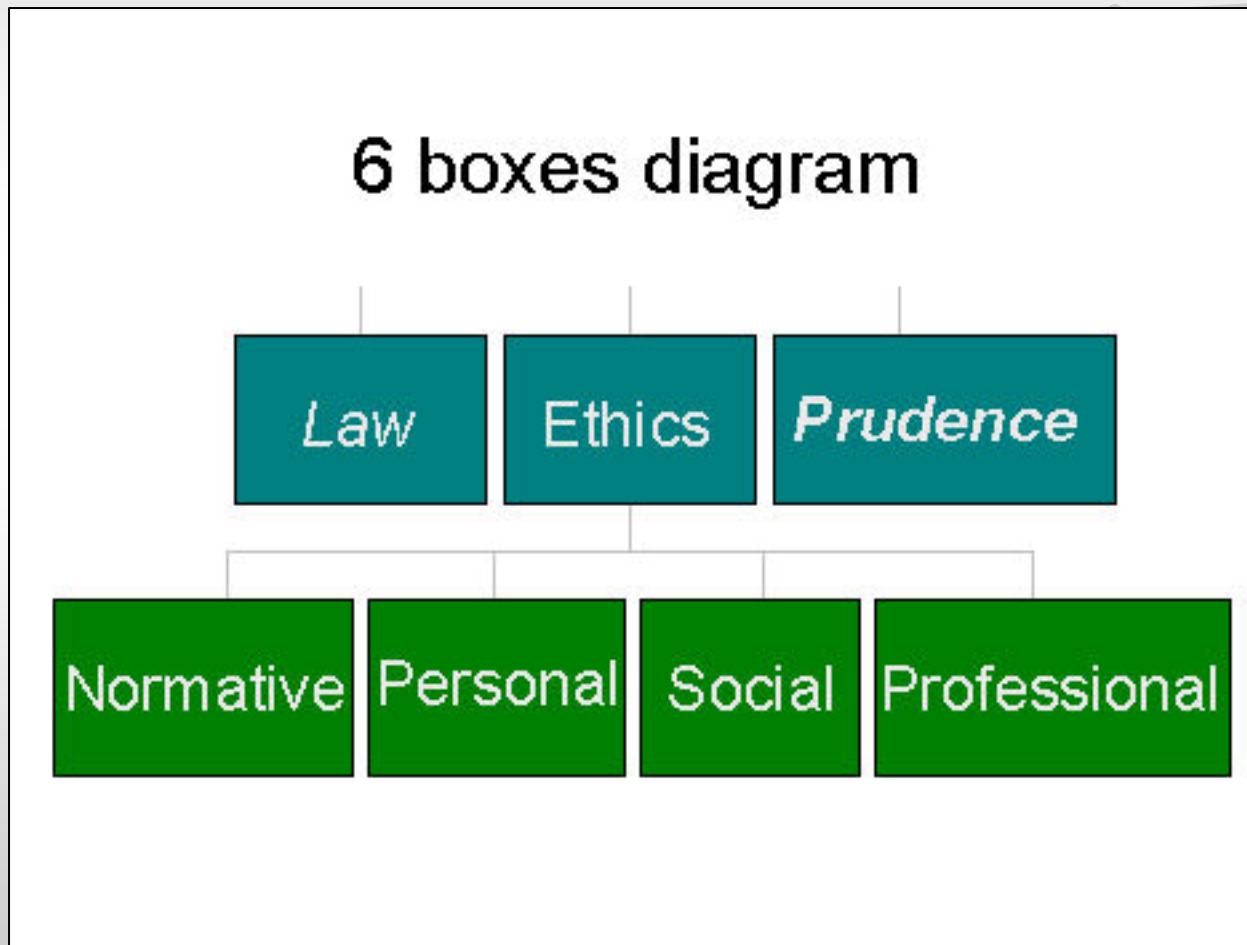 6 boxes diagram
Law Ethics Prudence
Normative Personal Social Professional